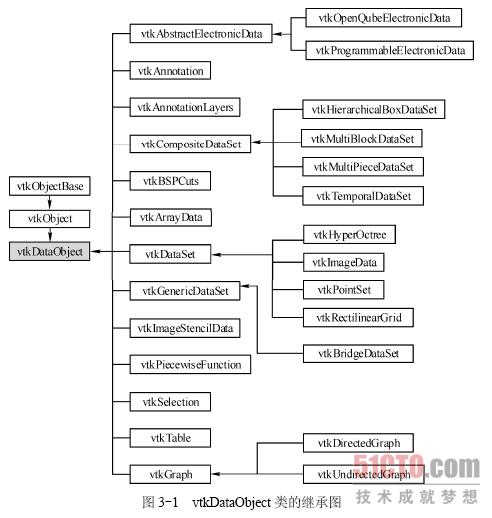 vtkOpenQubeElectronicData
vtkAbstractElectronicData
vtkProgrammableElectronicData
vtkAnnotation
vtkAnnotationLayers
vtkHierarchicalBoxDataSet
vtkCompositeDataSet
vtkMultiBlockDataSet
vtkMultiPieceDataSet
vtkObjectBase
vtkBSPCuts
vtkTemporalDataSet
vtkObject
vtkArrayData
vtkDataObject
vtkDataSet
vtkHyperOctree
vtkImageData
vtkGenericDataSet
vtkPointSet
vtkRectilinearGrid
vtkImageStencilData
vtkBridgeDataSet
vtkPiecewiseFunction
vtkSelection
vtkTable
vtkDirectedGraph
vtkGraph
vtkUndirectedGraph
51CTO.com
技术成就梦想
图 3-1 vtkDataObject 类的继承图